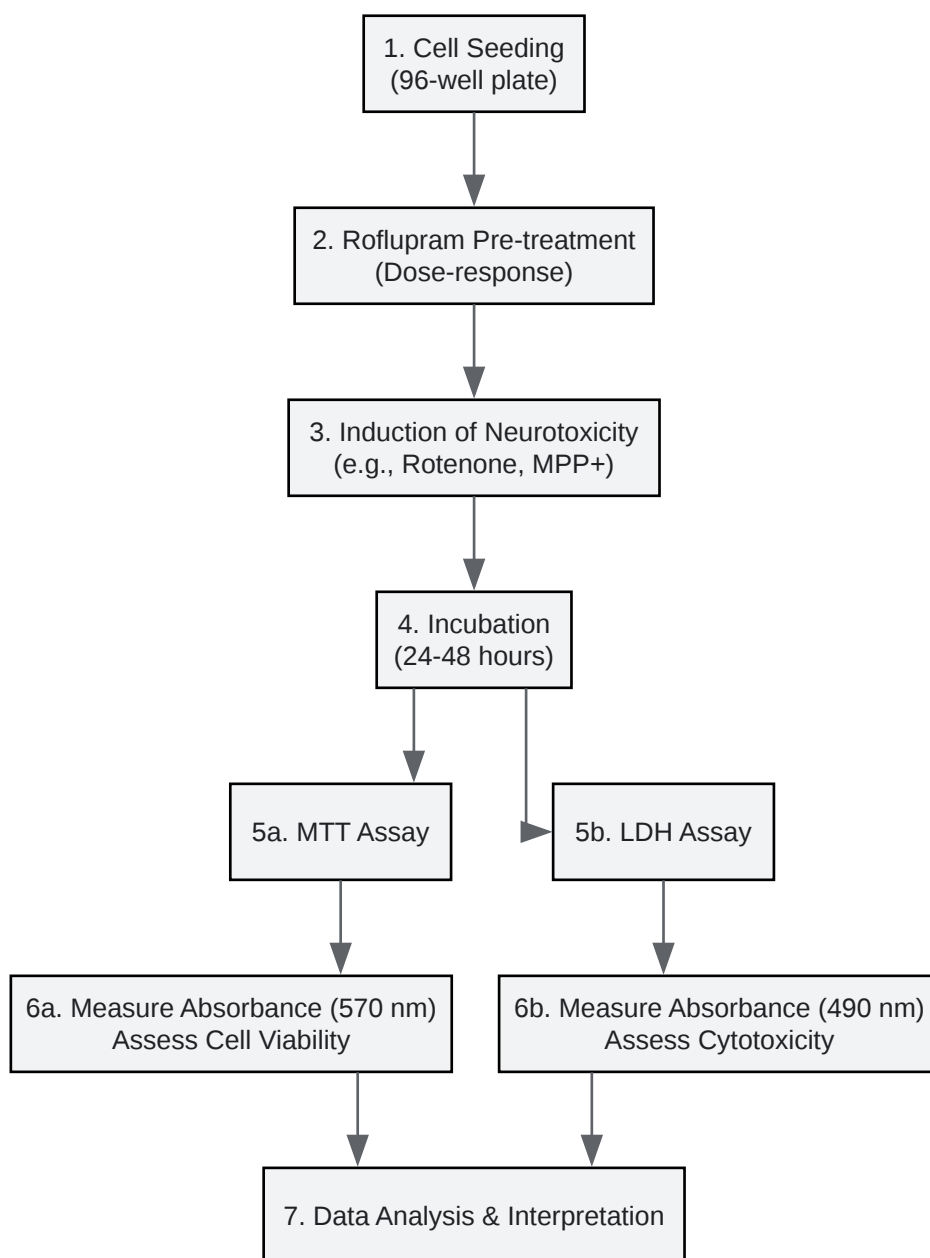 1. Cell Seeding
(96-well plate)
2. Roflupram Pre-treatment
(Dose-response)
3. Induction of Neurotoxicity
(e.g., Rotenone, MPP+)
4. Incubation
(24-48 hours)
5a. MTT Assay
5b. LDH Assay
6a. Measure Absorbance (570 nm)
Assess Cell Viability
6b. Measure Absorbance (490 nm)
Assess Cytotoxicity
7. Data Analysis & Interpretation